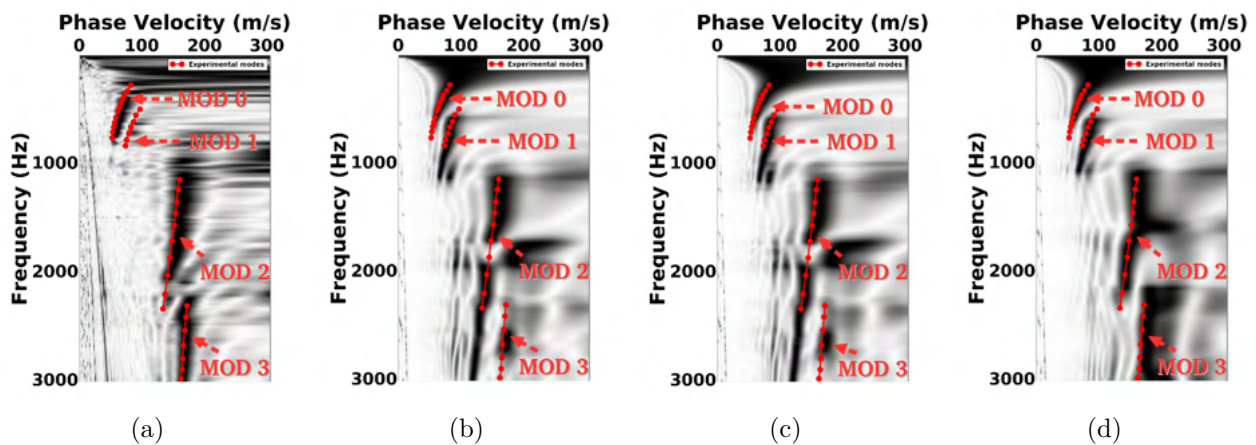 Phase Velocity (m/s)
0 100 200 300
Frequency (Hz)
1000
2000
3000
Experimental modes
MOD 0
MOD 1
MOD 2
MOD 3
(a)
Phase Velocity (m/s)
0 100 200 300
Frequency (Hz)
1000
2000
3000
Experimental modes
MOD 0
MOD 1
MOD 2
MOD 3
(b)
Phase Velocity (m/s)
0 100 200 300
Frequency (Hz)
1000
2000
3000
Experimental modes
MOD 0
MOD 1
MOD 2
MOD 3
(c)
Phase Velocity (m/s)
0 100 200 300
Frequency (Hz)
1000
2000
3000
Experimental modes
MOD 0
MOD 1
MOD 2
MOD 3
(d)